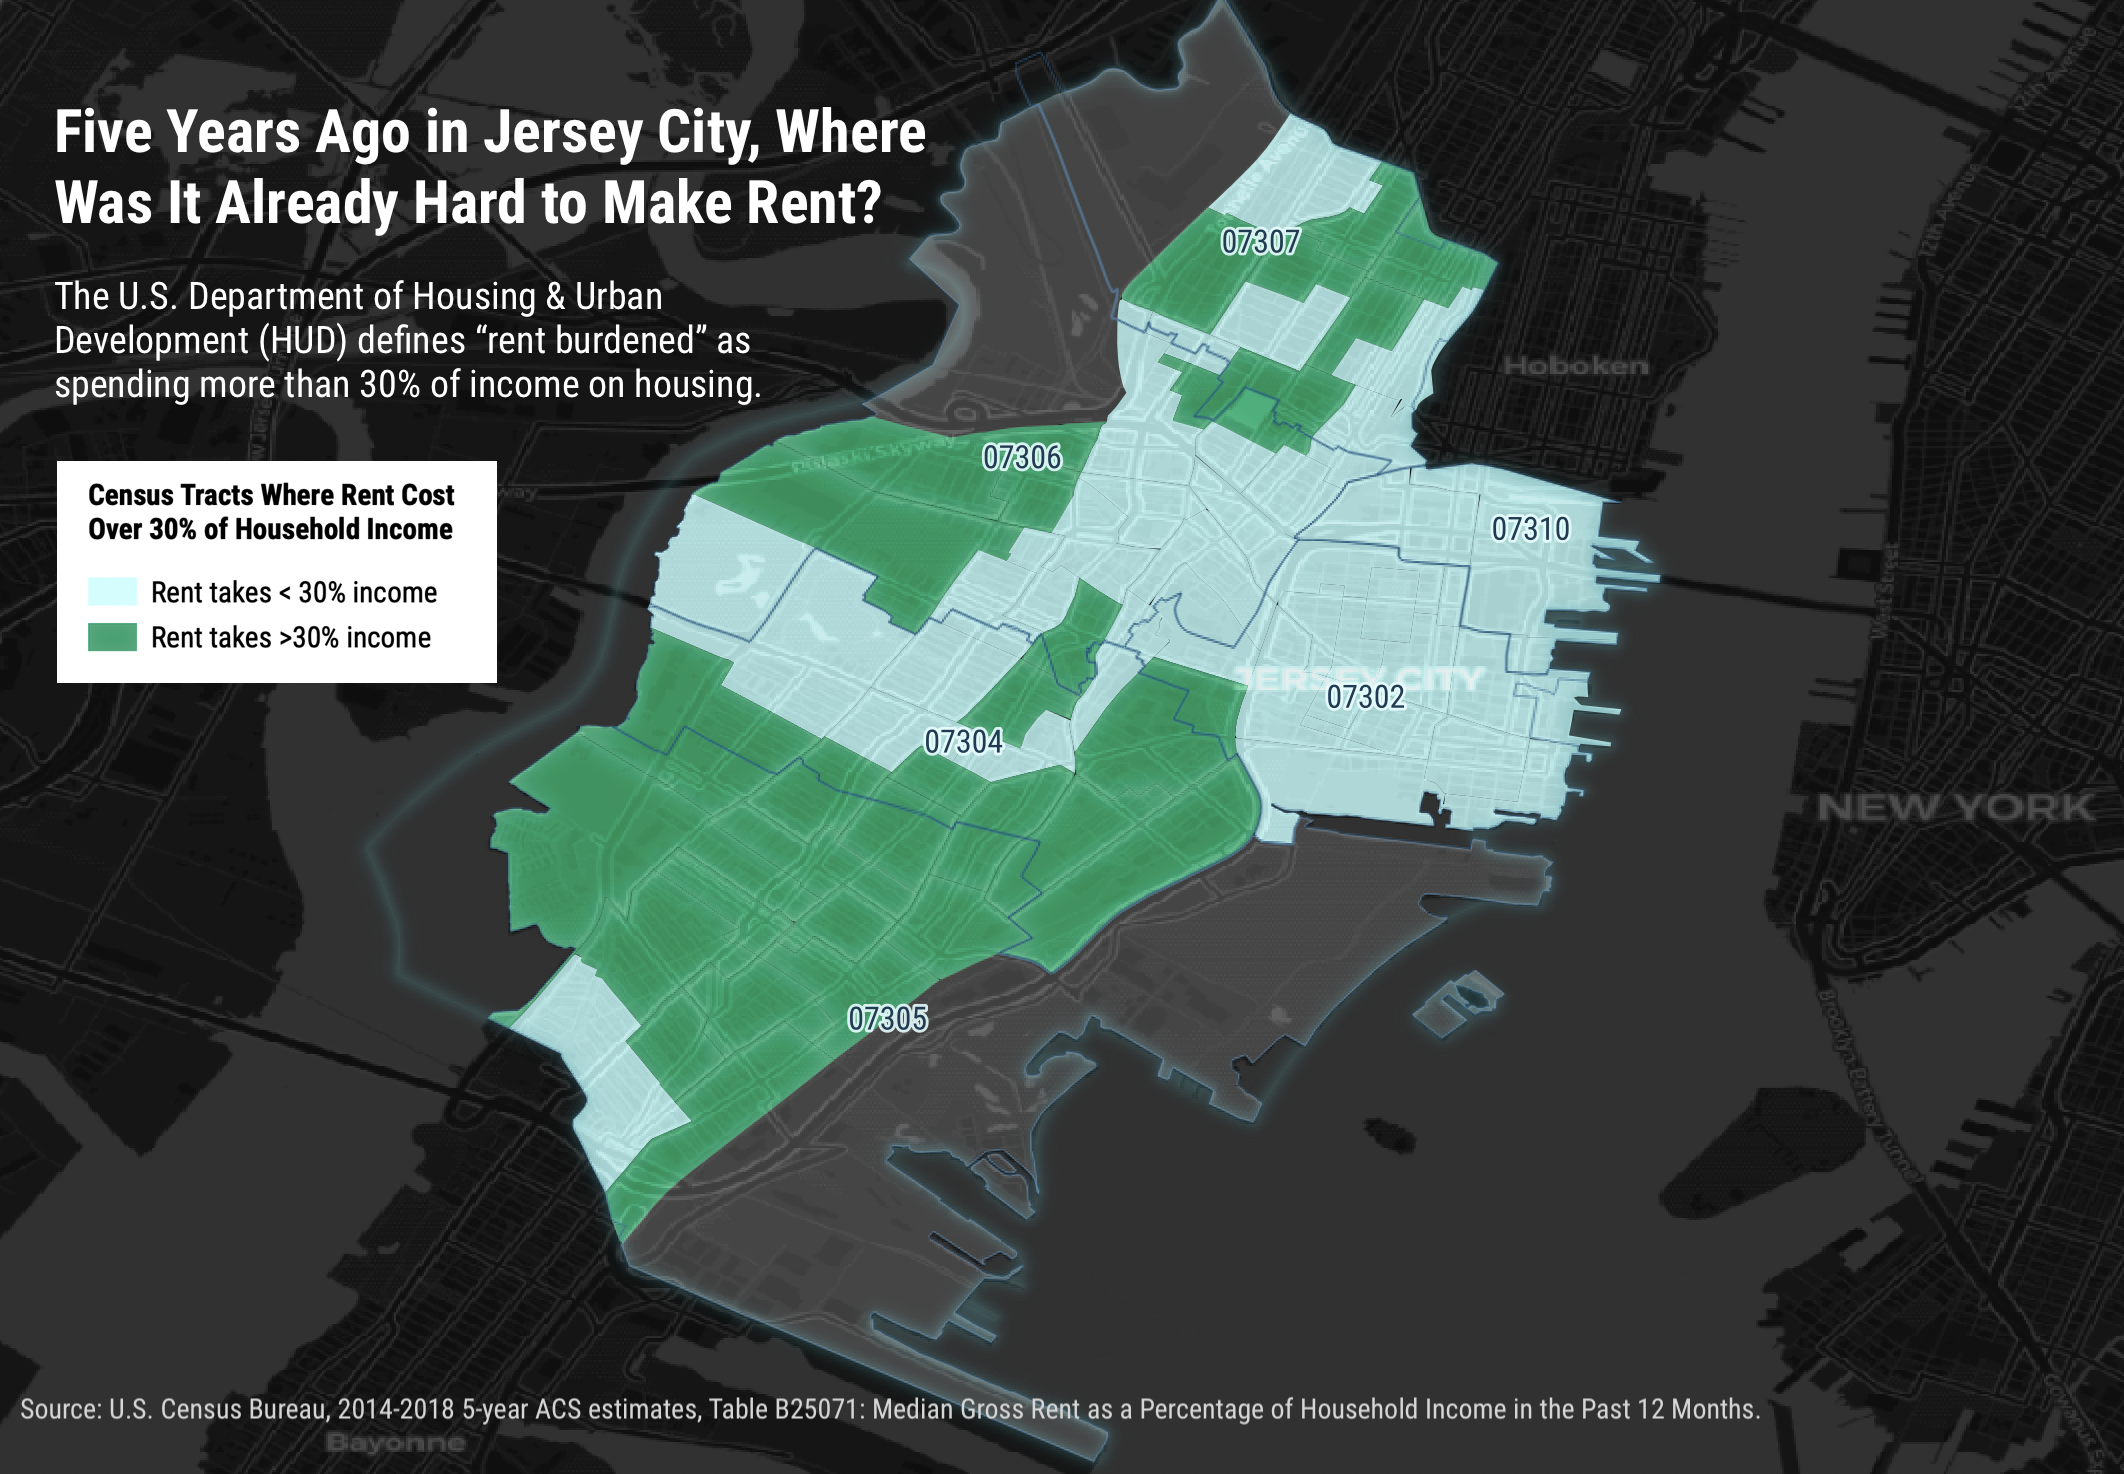 Five Years Ago in Jersey City, Where
Was It Already Hard to Make Rent?
The U.S. Department of Housing & Urban
Development (HUD) defines “rent burdened” as
spending more than 30% of income on housing.
Census Tracts Where Rent Cost
Over 30% of Household Income
Rent takes < 30% income
Rent takes >30% income
07307
Hoboken
Pulaski Skyway
07306
07310
JERSEY CITY
07302
07304
NEW YORK
07305
12th Avenue
12th Avenue
West Street
Brooklyn Battery Tunnel
Source: U.S. Census Bureau, 2014-2018 5-year ACS estimates, Table B25071: Median Gross Rent as a Percentage of Household Income in the Past 12 Months.
Bayonne